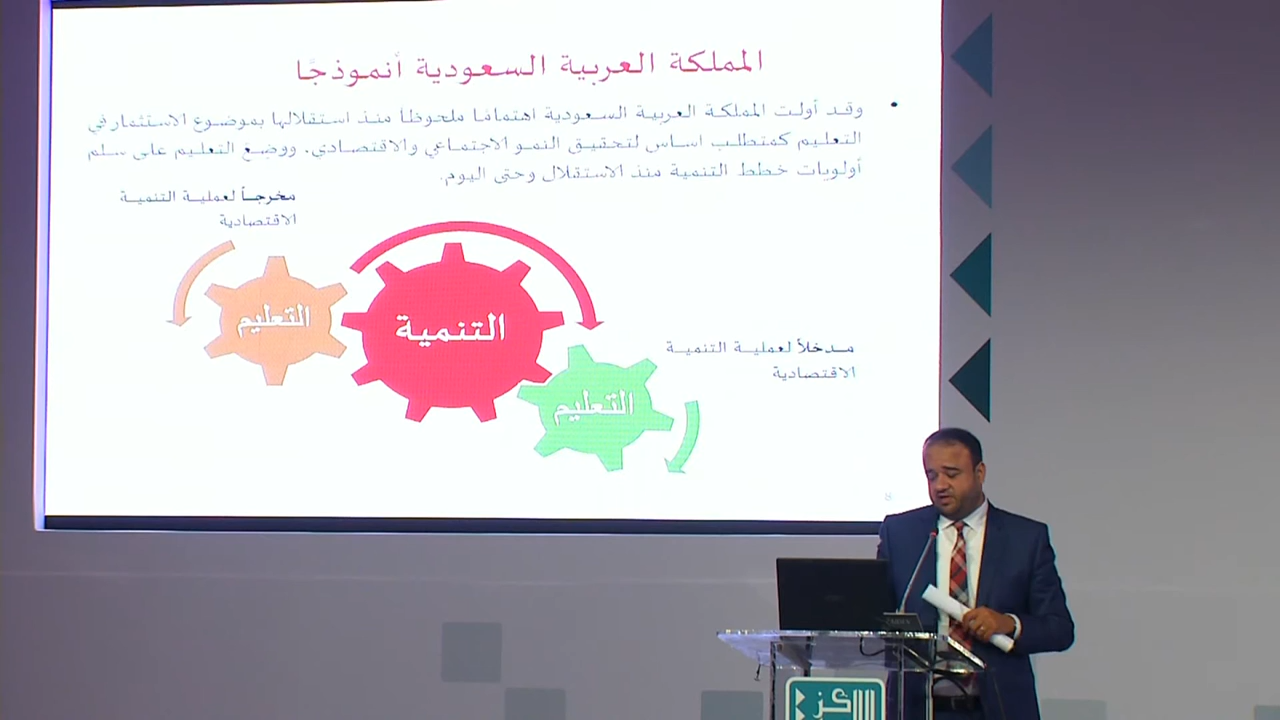 المملكة العربية السعودية أنموذجًا
• وقد أولت المملكة العربية السعودية اهتمامًا ملحوظًا منذ استقلالها بموضوع الاستثمار في
التعليم كمتطلب اساس لتحقيق النمو الاجتماعي والاقتصادي. ووضع التعليم على سلم
أولويات خطط التنمية منذ الاستقلال وحتى اليوم.
مخرجاً لعملية التنمية
الاقتصادية
التعليم
التنمية
مدخلاً لعملية التنمية
الاقتصادية
التعليم
8